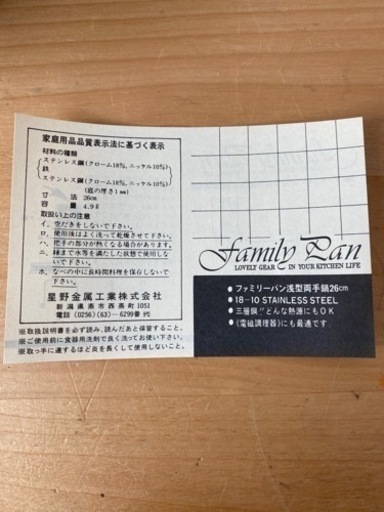 家庭用品品質表示法に基づく表示
材料の種類
ステンレス鋼(クローム18%、ニッケル10%)
鉄
ステンレス鋼(クローム18%、ニッケル10%)
(底の厚さ1㎜)
寸 法 26cm
容 量 4.9ℓ
取扱い上の注意
イ、空だきをしないで下さい。
ロ、使用後はよく洗って乾燥させて下さい。
ハ、把手の部分が熱くなる場合があります。
ニ、縁まで水等を満たした状態で使用しないで下さい。
ホ、なべの中に長時間料理を保存しないで下さい。
星野金属工業株式会社
新潟県燕市西燕町1051
電話 (0256)(63)-6299番㈹
※取扱説明書を必ず読み、読んだあと保管すること。
※ご使用前に食器用洗剤で良く洗ってお使い下さい。
※取っ手に達するほど炎を長くして使用しないこと。
Family Pan
LOVELY GEAR IN YOUR KITCHEN LIFE
●ファミリーパン浅型両手鍋26cm
●18-10 STAINLESS STEEL
●三層鋼!!どんな熱源にもOK
●(電磁調理器)にも最適です